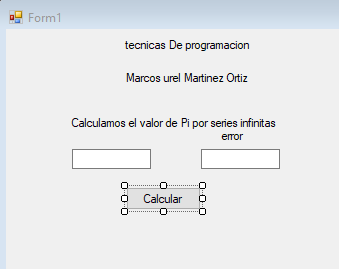 Form1
tecnicas De programacion
Marcos urel Martinez Ortiz
Calculamos el valor de Pi por series infinitas
error
Calcular